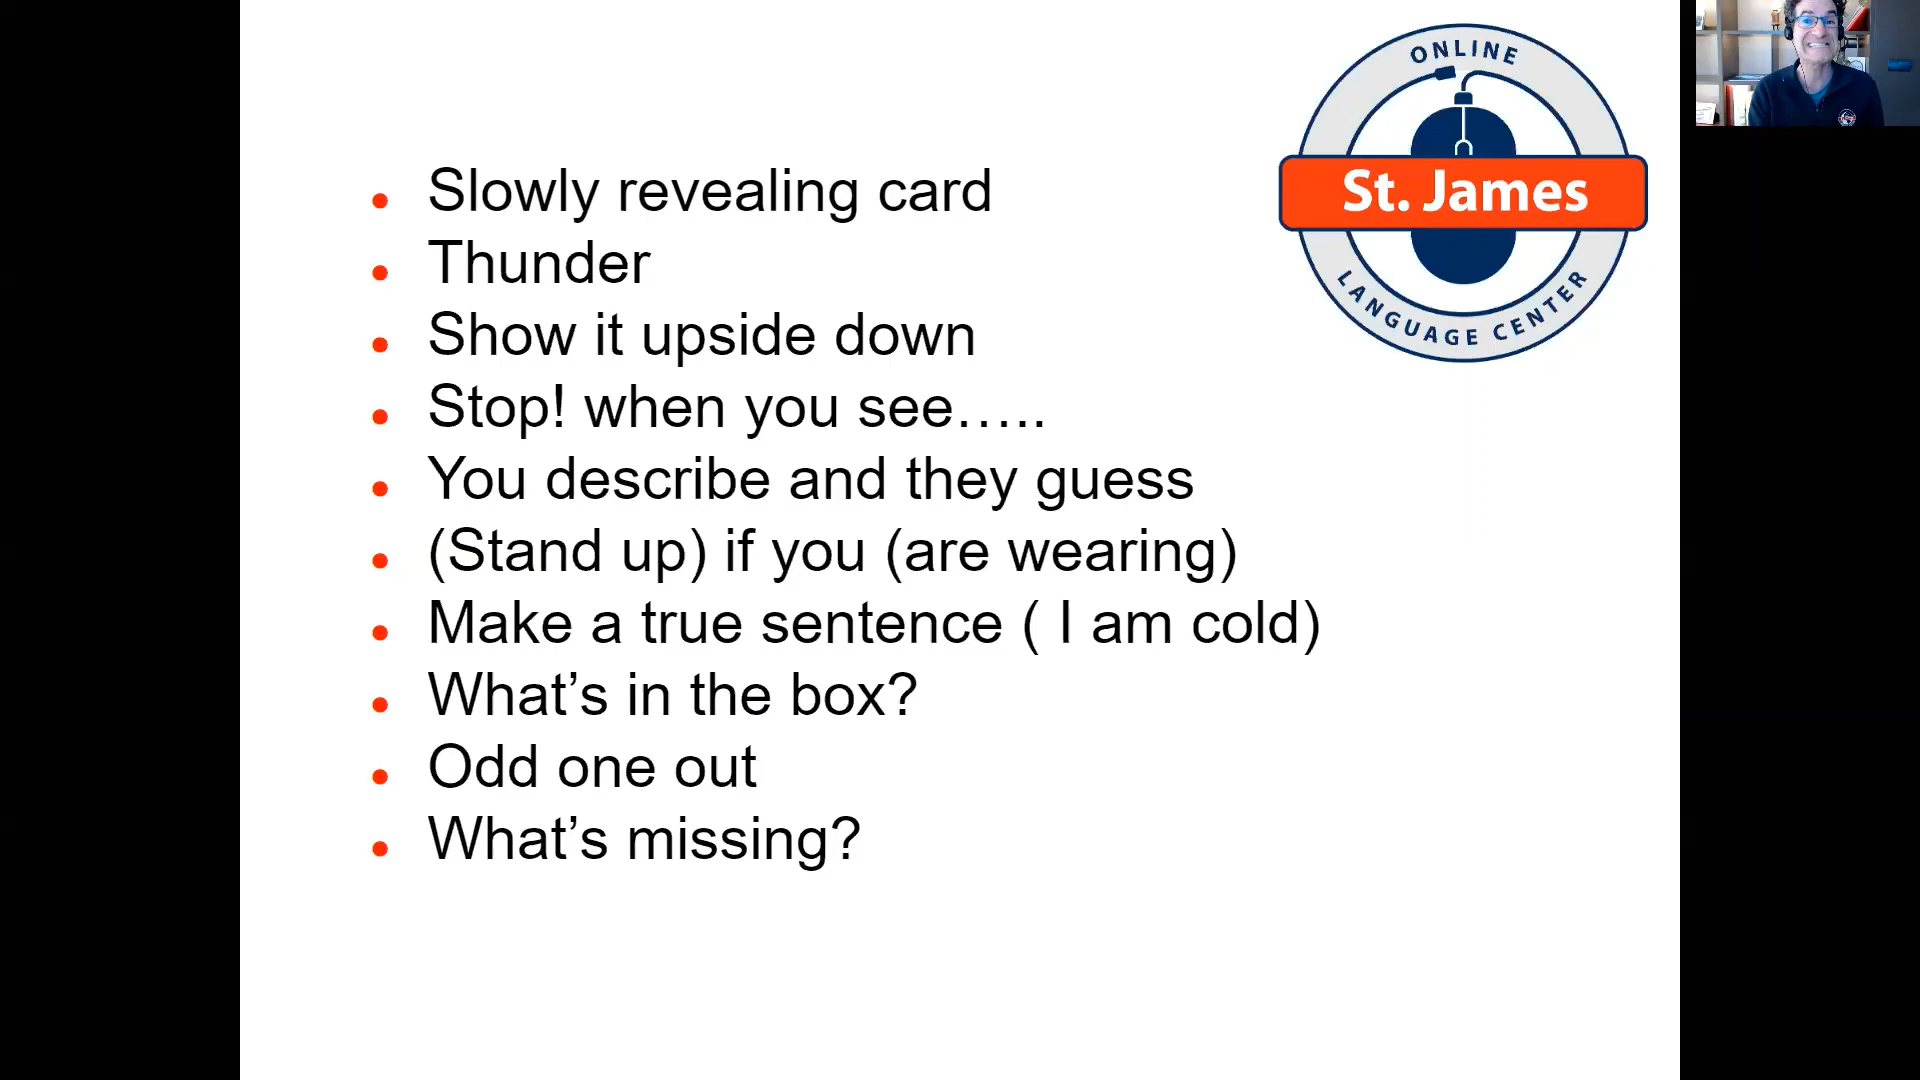 Slowly revealing card
Thunder
Show it upside down
Stop! when you see…..
You describe and they guess
(Stand up) if you (are wearing)
Make a true sentence ( I am cold)
What’s in the box?
Odd one out
What’s missing?
ONLINE
St. James
LANGUAGE CENTER